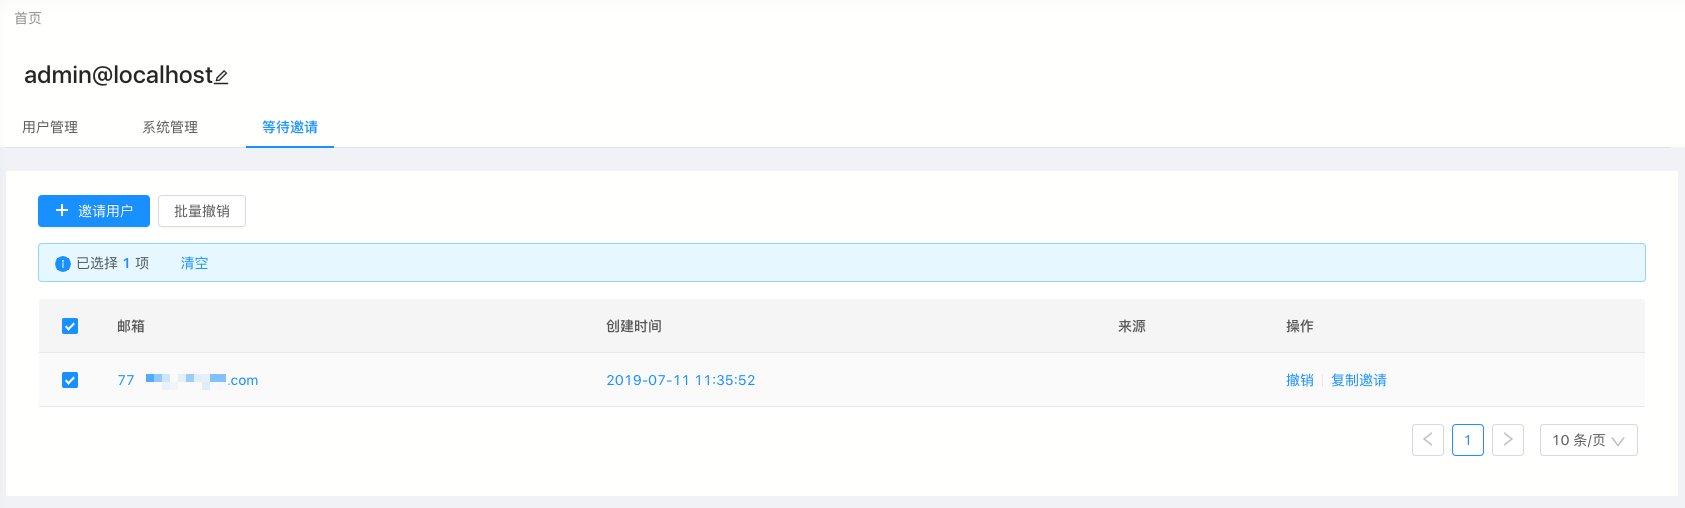 首页
admin@localhost
用户管理 系统管理 等待邀请
邀请用户 批量撤销
已选择 1 项 清空
邮箱 创建时间 来源 操作
77 .com 2019-07-11 11:35:52 撤销 复制邀请
1 10 条/页